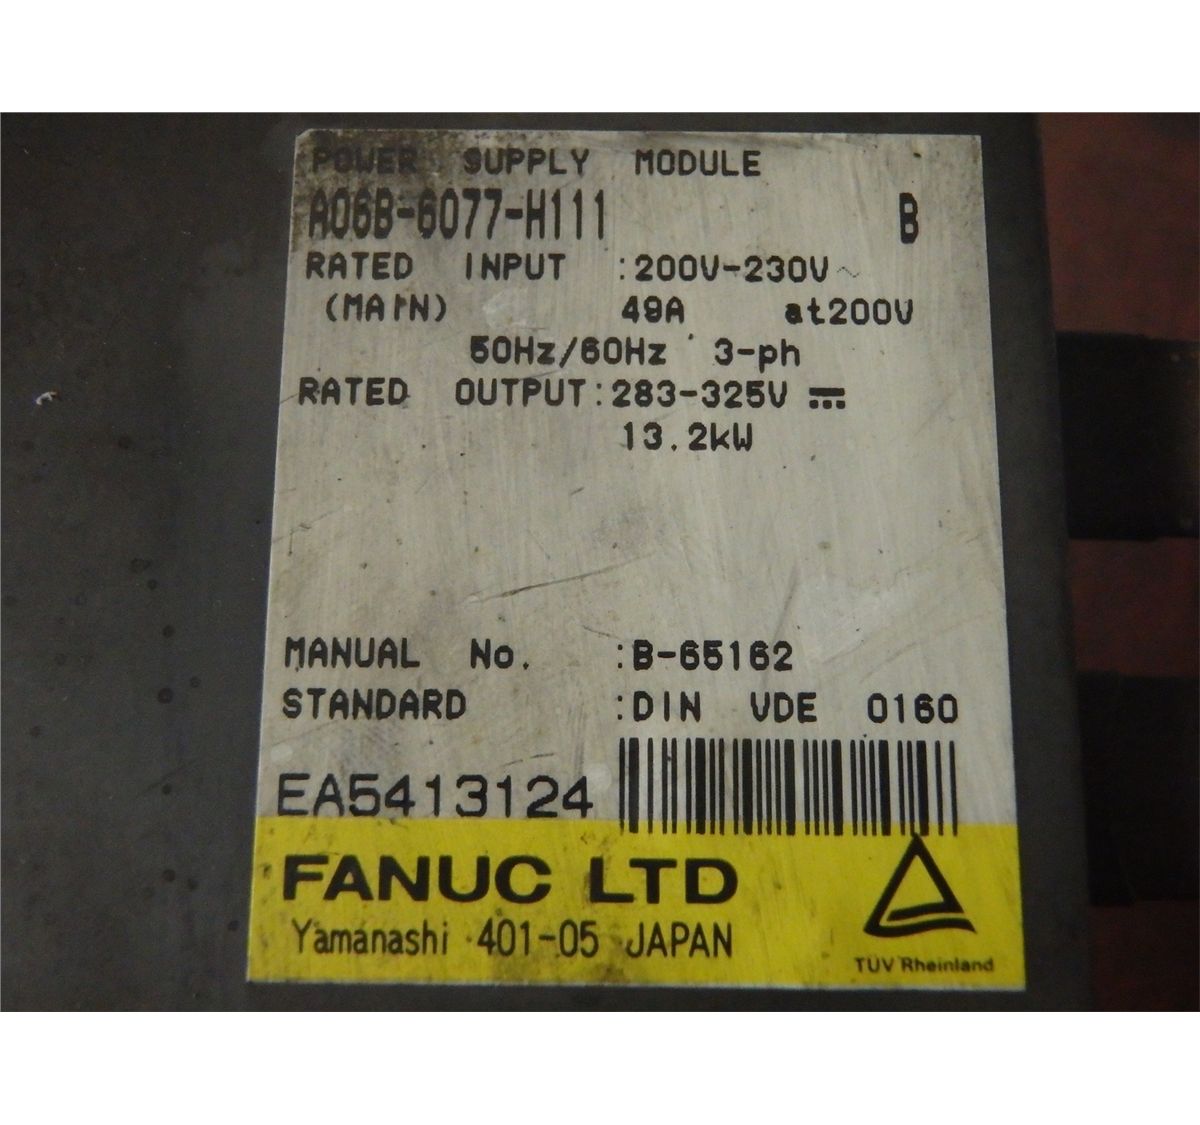 POWER SUPPLY MODULE
A06B-6077-H111 B
RATED INPUT :200V-230V~
(MAIN) 49A at200V
50Hz/60Hz 3-ph
RATED OUTPUT:283-325V ⎓
13.2kW
MANUAL No. :B-65162
STANDARD :DIN VDE 0160
EA5413124
FANUC LTD
Yamanashi 401-05 JAPAN
TÜV Rheinland